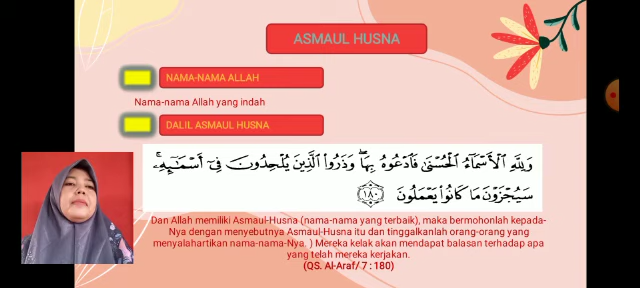 ASMAUL HUSNA
NAMA-NAMA ALLAH
Nama-nama Allah yang indah
DALIL ASMAUL HUSNA
وَلِلَّهِ الْأَسْمَاءُ الْحُسْنَىٰ فَادْعُوهُ بِهَا ۖ وَذَرُوا الَّذِينَ يُلْحِدُونَ فِي أَسْمَائِهِ ۚ
سَيُجْزَوْنَ مَا كَانُوا يَعْمَلُونَ ١٨٠
Dan Allah memiliki Asmaul-Husna (nama-nama yang terbaik), maka bermohonlah kepada-
Nya dengan menyebutnya Asmaul-Husna itu dan tinggalkanlah orang-orang yang
menyalahartikan nama-nama-Nya. ) Mereka kelak akan mendapat balasan terhadap apa
yang telah mereka kerjakan.
(QS. Al-Araf/ 7 : 180)